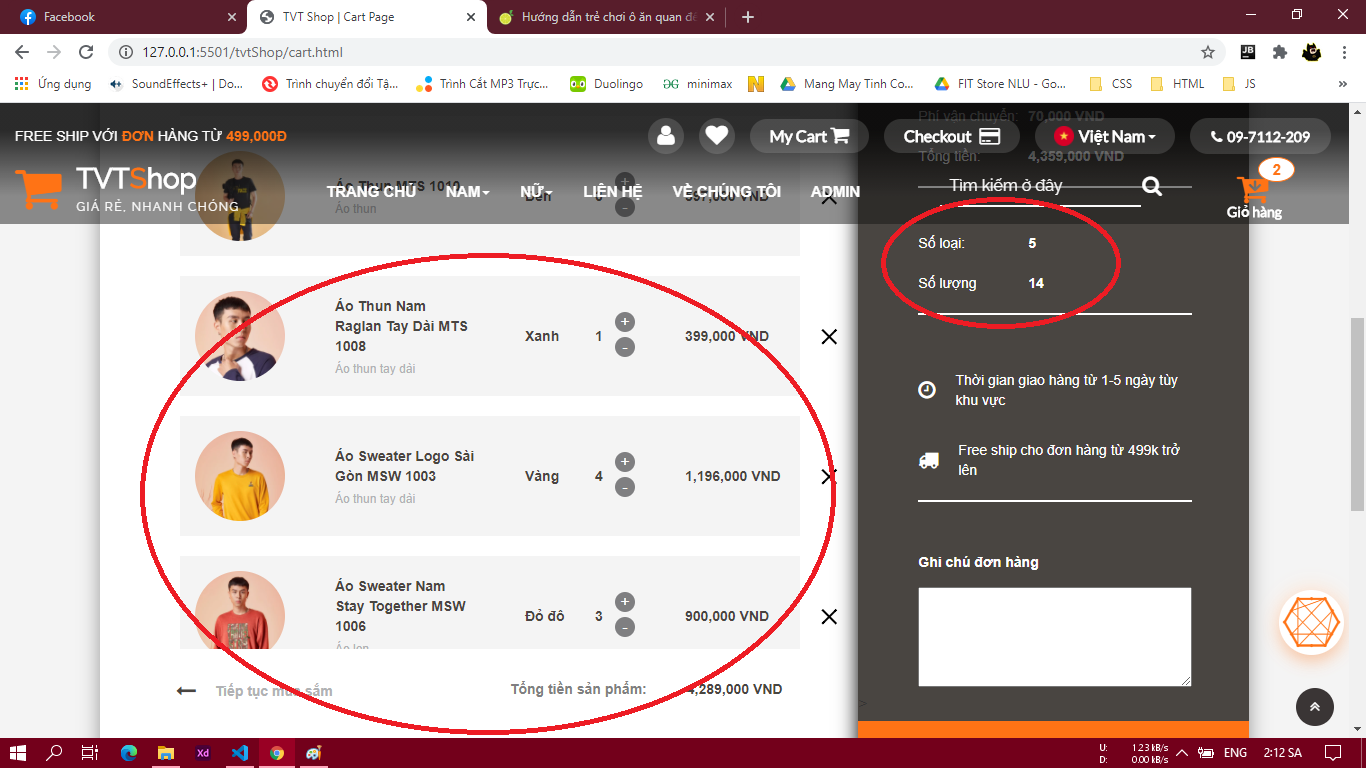 Facebook
TVT Shop | Cart Page
Hướng dẫn trẻ chơi ô ăn quan để
127.0.0.1:5501/tvtShop/cart.html
Ứng dụng
SoundEffects+ | Do...
Trình chuyển đổi Tậ...
Trình Cắt MP3 Trực...
Duolingo
minimax
Mang May Tinh Co...
FIT Store NLU - Go...
CSS
HTML
JS
»
FREE SHIP VỚI ĐƠN HÀNG TỪ 499,000Đ
My Cart
Checkout
Việt Nam
09-7112-209
Phí vận chuyển: 70,000 VND
Tổng tiền: 4,359,000 VND
TVTShop
GIÁ RẺ, NHANH CHÓNG
TRANG CHỦ
NAM
NỮ
LIÊN HỆ
VỀ CHÚNG TÔI
ADMIN
Tìm kiếm ở đây
2
Giỏ hàng
Áo thun
Số loại: 5
Số lượng 14
Áo Thun Nam
Raglan Tay Dài MTS
1008
Áo thun tay dài
Xanh
1
+
-
399,000 VND
Áo Sweater Logo Sài
Gòn MSW 1003
Áo thun tay dài
Vàng
4
+
-
1,196,000 VND
Áo Sweater Nam
Stay Together MSW
1006
Áo len
Đỏ đô
3
+
-
900,000 VND
Tiếp tục mua sắm
Tổng tiền sản phẩm: 4,289,000 VND
Thời gian giao hàng từ 1-5 ngày tùy
khu vực
Free ship cho đơn hàng từ 499k trở
lên
Ghi chú đơn hàng
>
Xd
U: 1.23 kB/s
D: 0.00 kB/s
ENG
2:12 SA